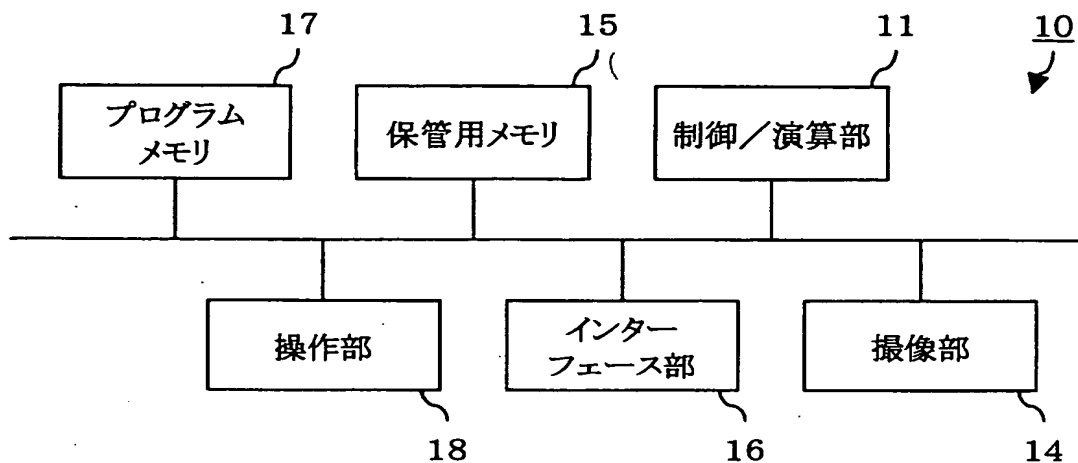 17
15
11
10
プログラム
メモリ
保管用メモリ
制御／演算部
操作部
インター
フェース部
撮像部
18
16
14